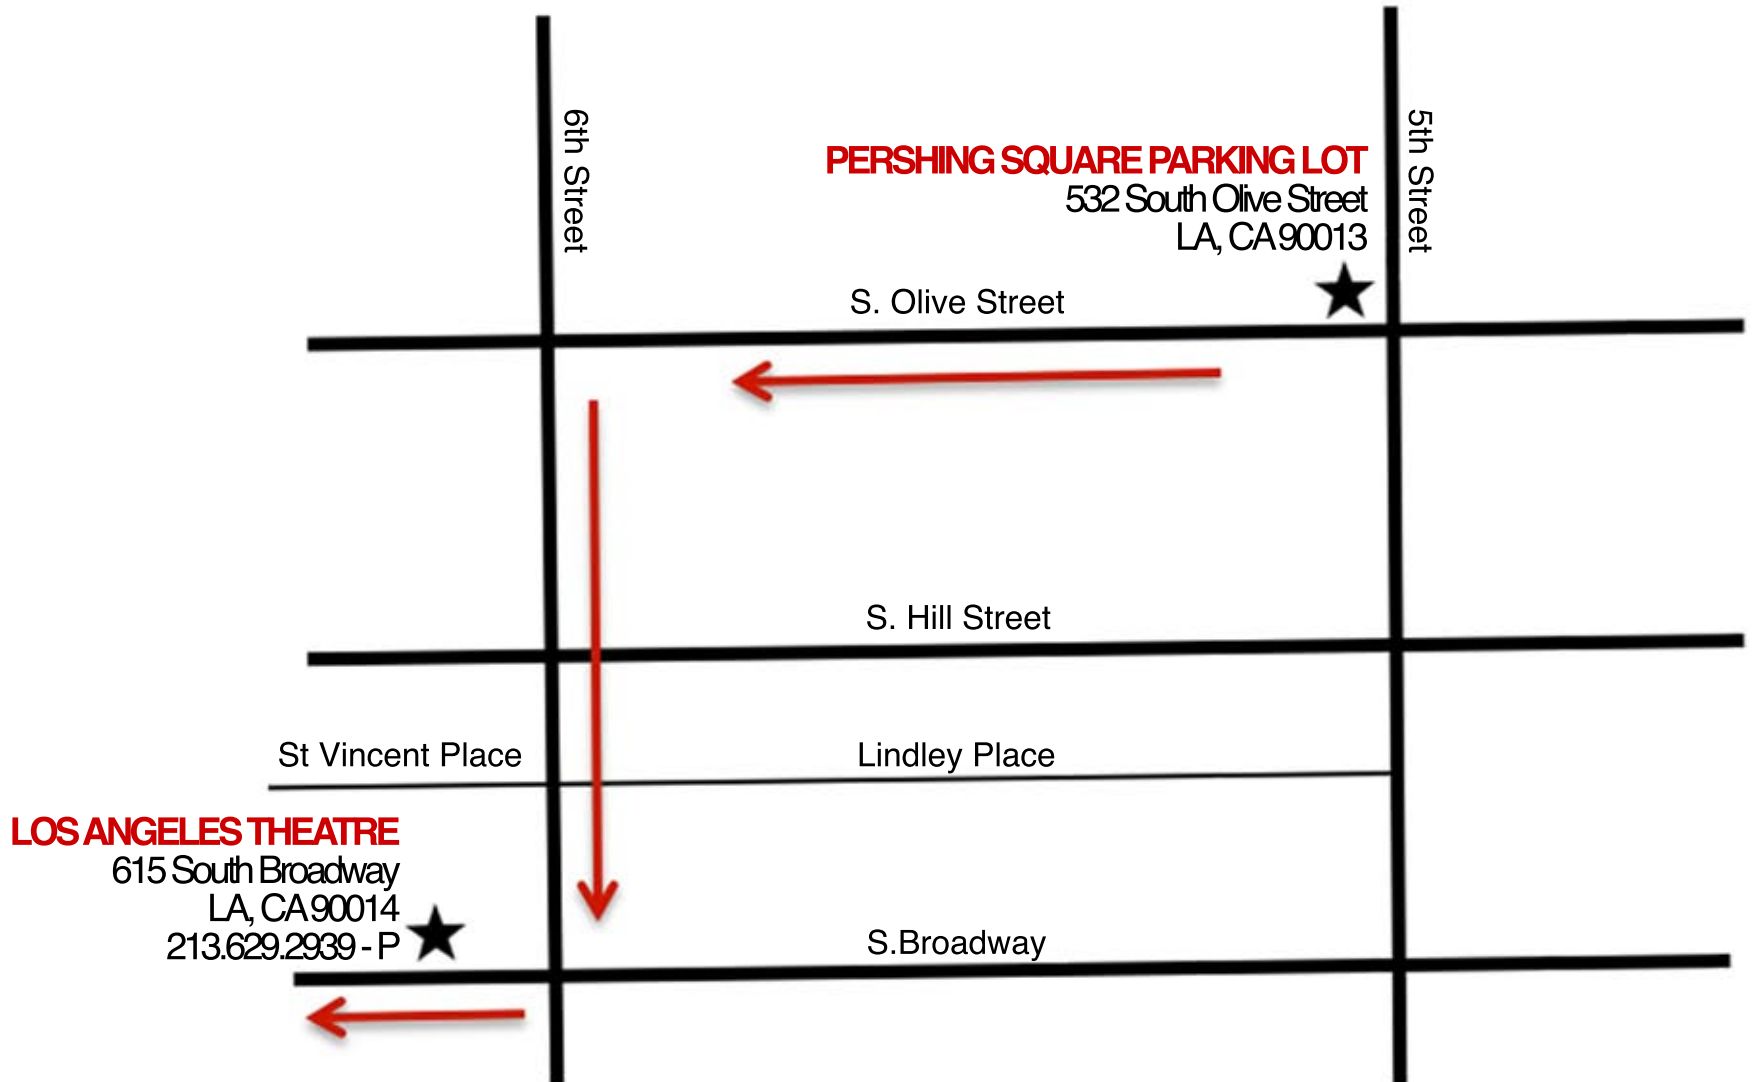 6th Street
5th Street
PERSHING SQUARE PARKING LOT
532 South Olive Street
LA, CA 90013
S. Olive Street
S. Hill Street
St Vincent Place
Lindley Place
LOS ANGELES THEATRE
615 South Broadway
LA, CA 90014
213.629.2939 - P
S.Broadway